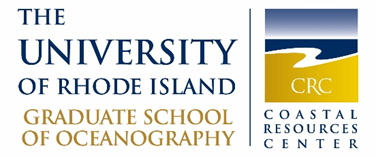 THE
UNIVERSITY
OF RHODE ISLAND
GRADUATE SCHOOL
OF OCEANOGRAPHY
CRC
COASTAL
RESOURCES
CENTER